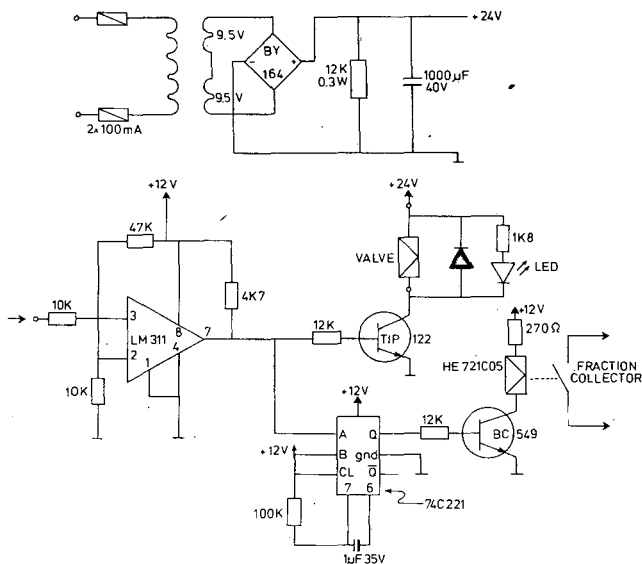 9.5V
9.5V
BY
164
+24V
12K
0.3W
1000µF
40V
2x100mA
+12V
47K
10K
3
2
LM 311
8
4
1
7
4K7
10K
+24V
VALVE
1K8
LED
12K
TIP 122
+12V
270Ω
HE721C05
FRACTION
COLLECTOR
+12V
A Q
B gnd
CL Q̅
7 6
+12V
12K
BC 549
100K
74C221
1µF 35V